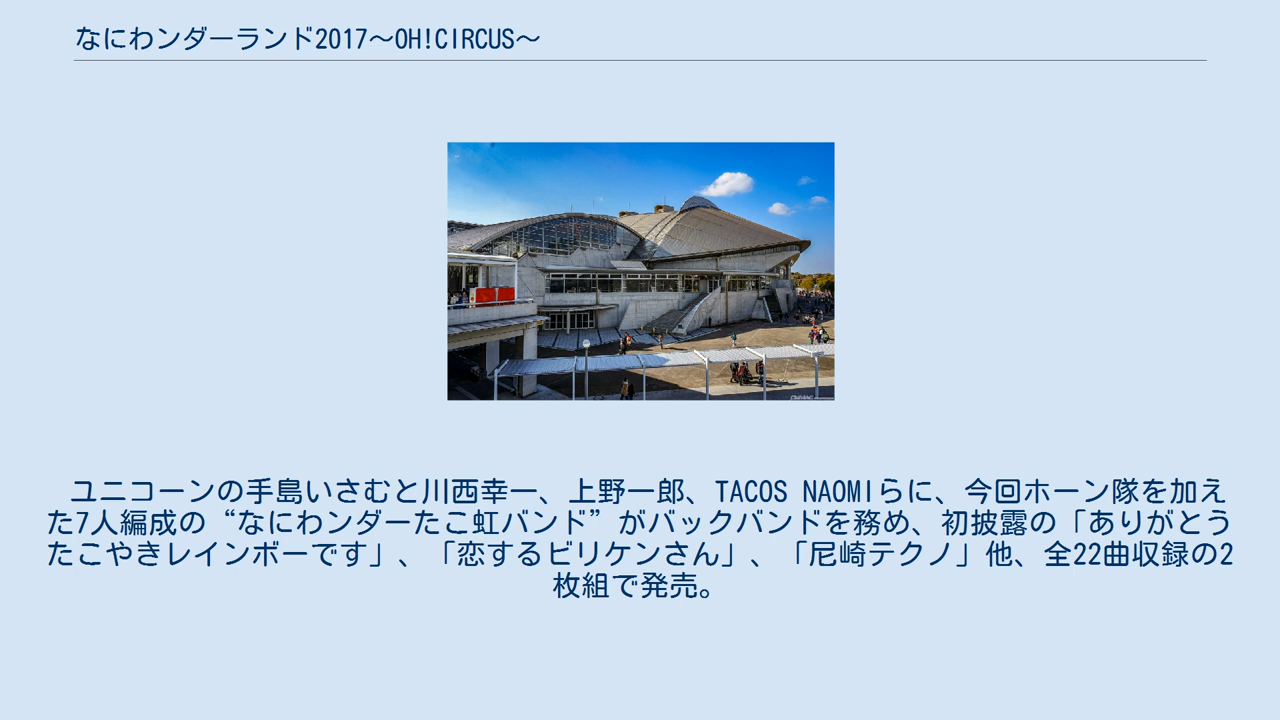 なにわンダーランド2017～OH!CIRCUS～
ユニコーンの手島いさむと川西幸一、上野一郎、TACOS NAOMIらに、今回ホーン隊を加え
た7人編成の“なにわンダーたこ虹バンド”がバックバンドを務め、初披露の「ありがとう
たこやきレインボーです」、「恋するビリケンさん」、「尼崎テクノ」他、全22曲収録の2
枚組で発売。